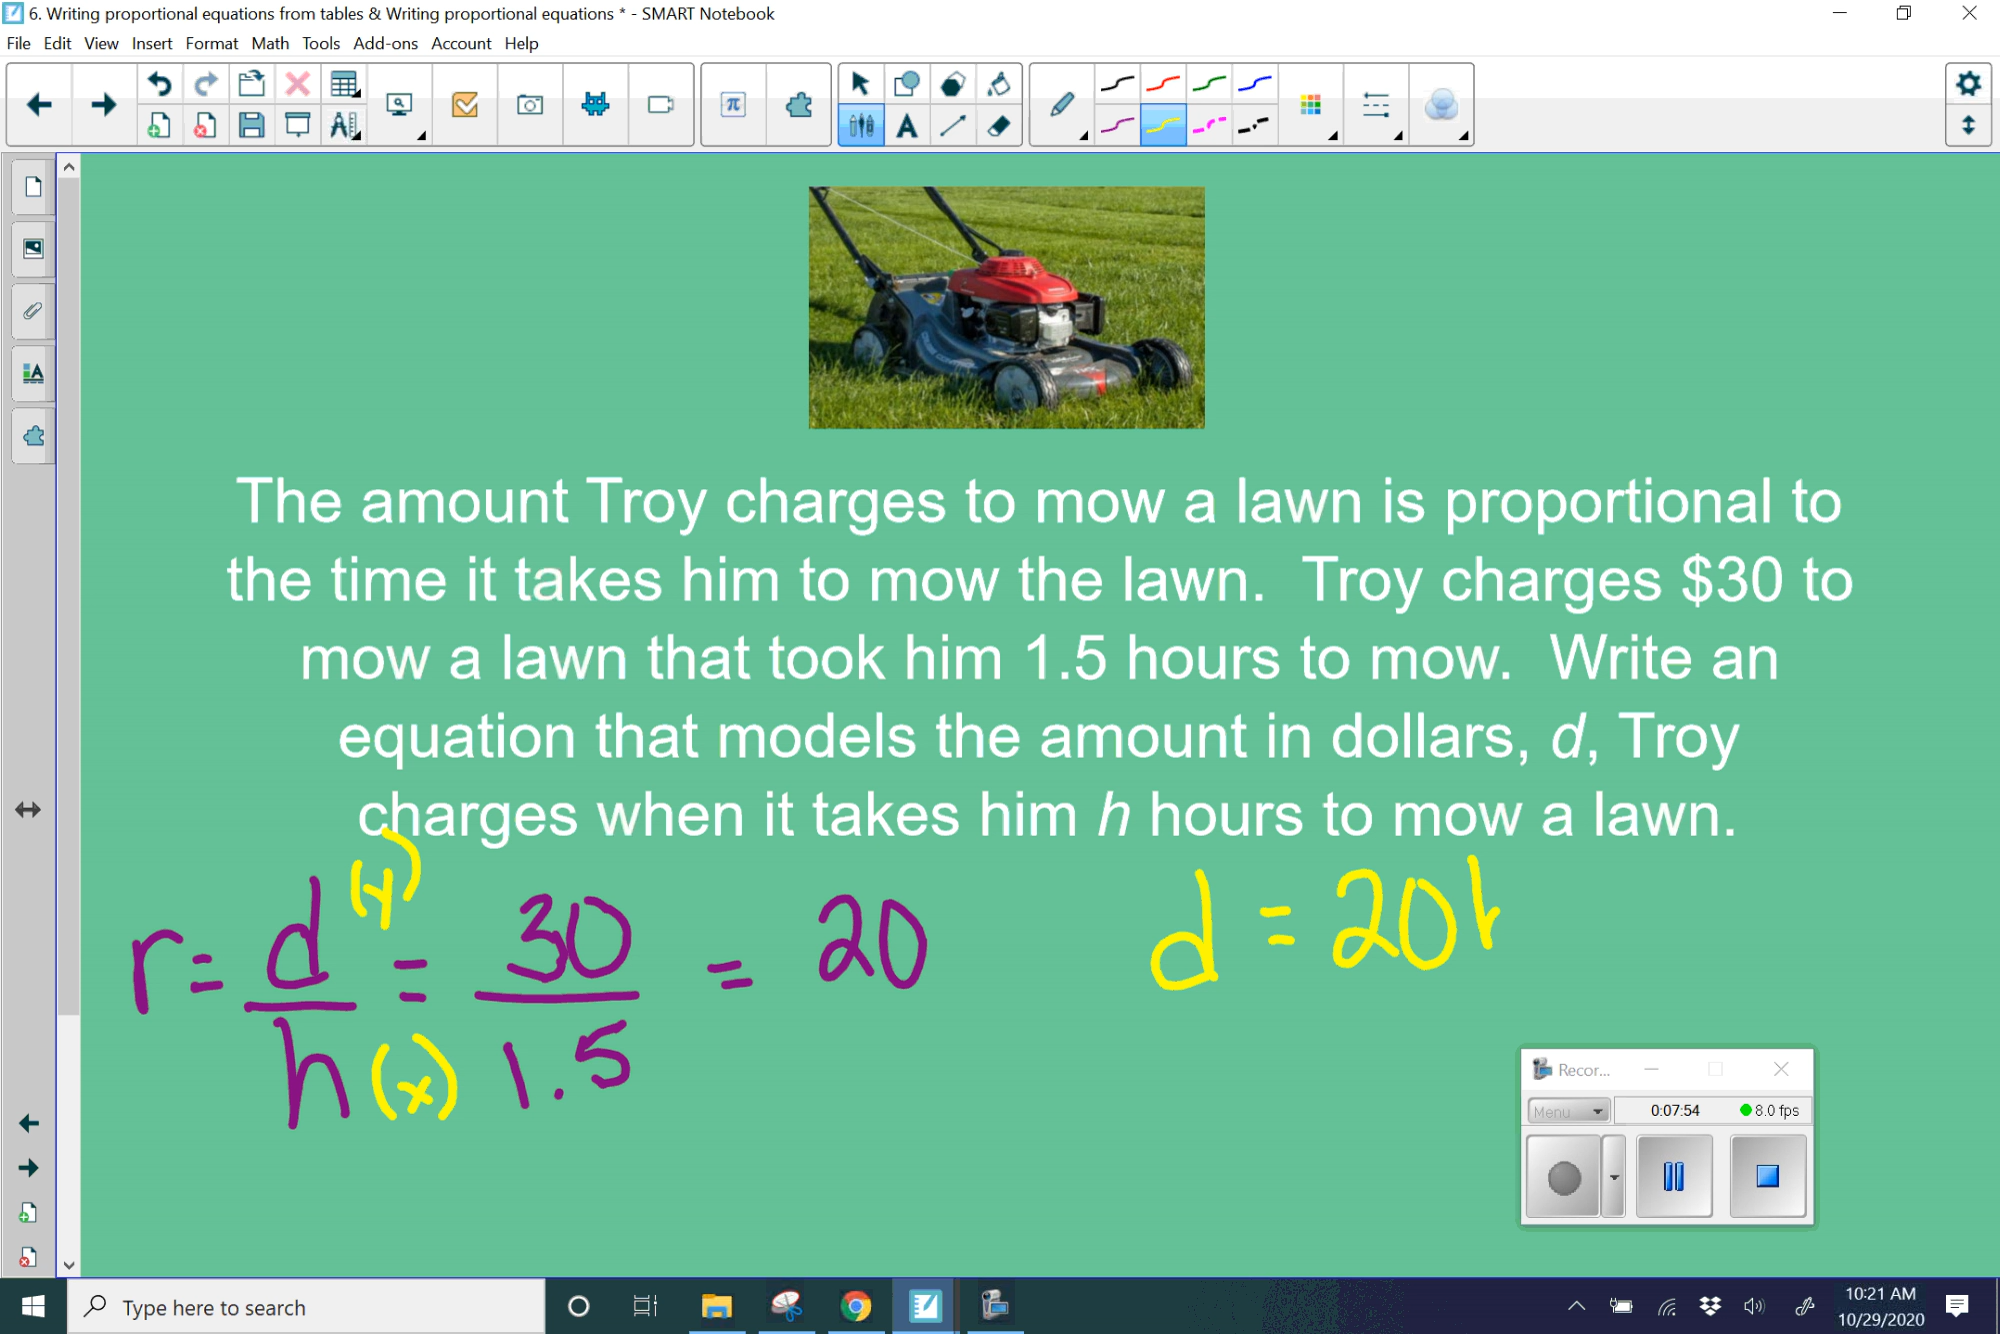 6. Writing proportional equations from tables & Writing proportional equations * - SMART Notebook
File Edit View Insert Format Math Tools Add-ons Account Help
The amount Troy charges to mow a lawn is proportional to
the time it takes him to mow the lawn. Troy charges $30 to
mow a lawn that took him 1.5 hours to mow. Write an
equation that models the amount in dollars, d, Troy
charges when it takes him h hours to mow a lawn.
r = d (y) / h (x) = 30 / 1.5 = 20
d = 20h
Recor...
Menu 0:07:54 8.0 fps
Type here to search
10:21 AM
10/29/2020